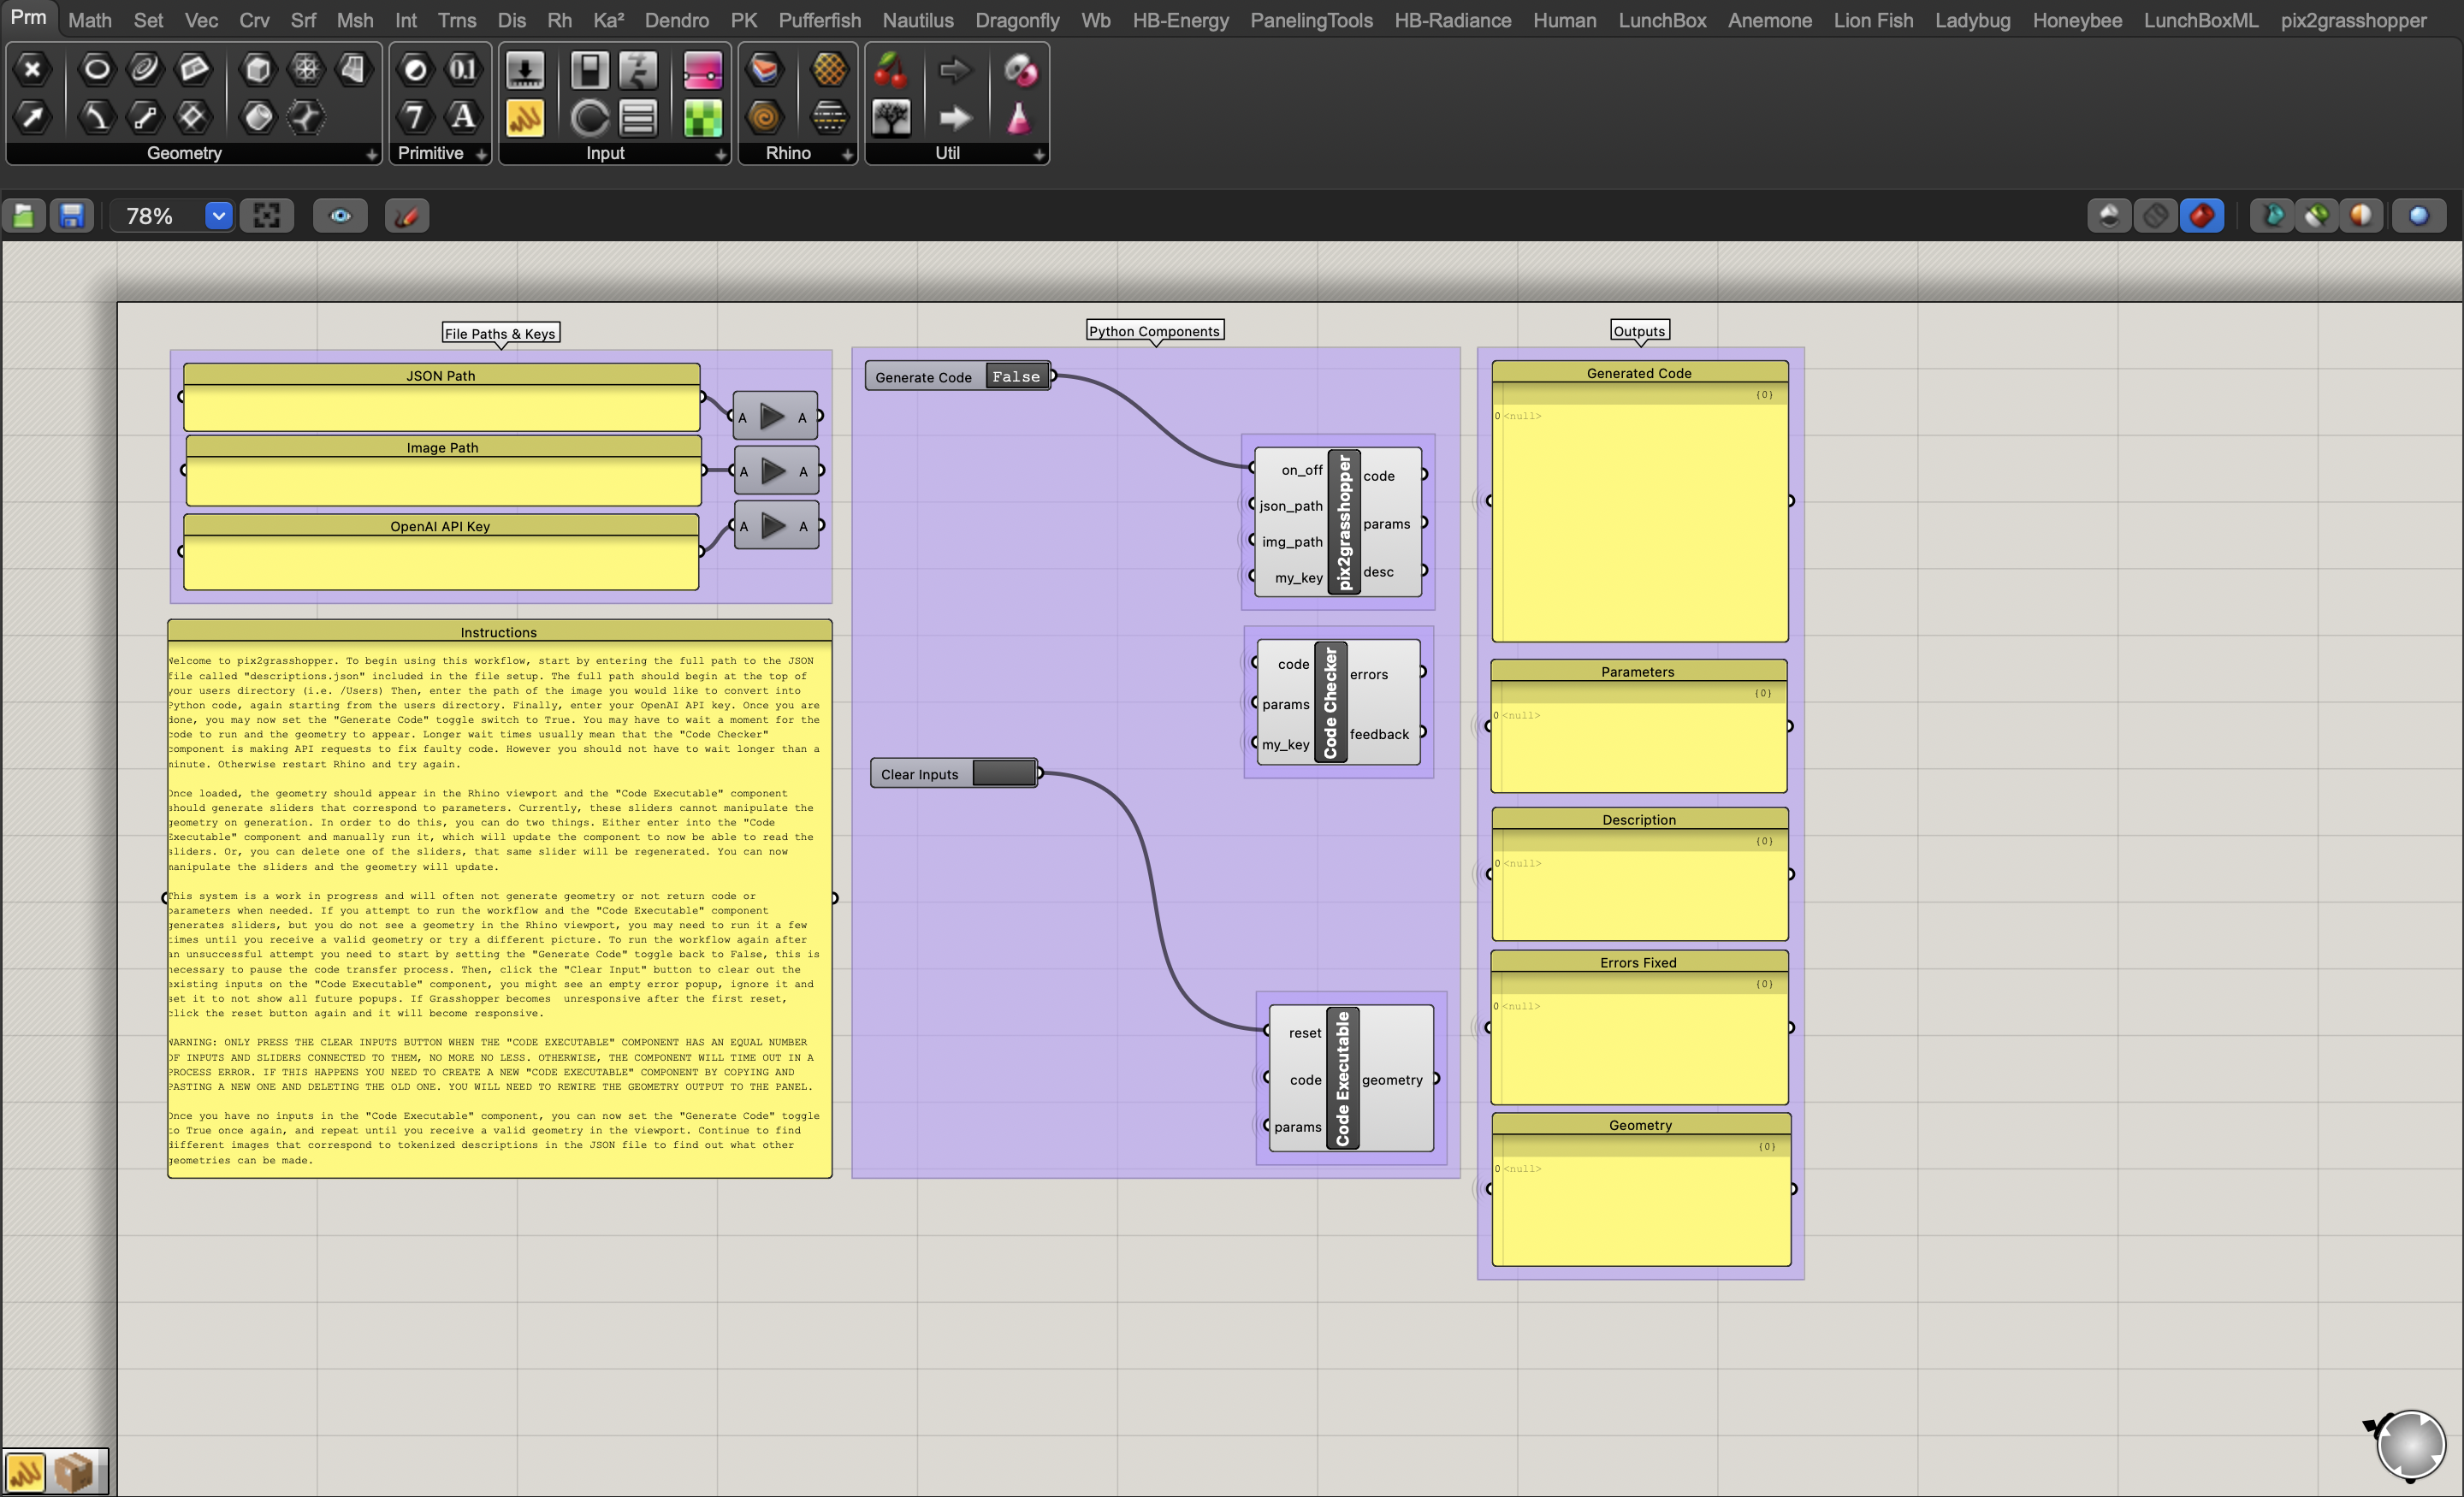 Prm Math Set Vec Crv Srf Msh Int Trns Dis Rh Ka² Dendro PK Pufferfish Nautilus Dragonfly Wb HB-Energy PanelingTools HB-Radiance Human LunchBox Anemone Lion Fish Ladybug Honeybee LunchBoxML pix2grasshopper
0.1
7 A
Geometry Primitive Input Rhino Util
78%
File Paths & Keys
JSON Path
A A
Image Path
A A
OpenAI API Key
A A
Instructions
Welcome to pix2grasshopper. To begin using this workflow, start by entering the full path to the JSON
file called "descriptions.json" included in the file setup. The full path should begin at the top of
your users directory (i.e. /Users) Then, enter the path of the image you would like to convert into
Python code, again starting from the users directory. Finally, enter your OpenAI API key. Once you are
done, you may now set the "Generate Code" toggle switch to True. You may have to wait a moment for the
code to run and the geometry to appear. Longer wait times usually mean that the "Code Checker"
component is making API requests to fix faulty code. However you should not have to wait longer than a
minute. Otherwise restart Rhino and try again.
Once loaded, the geometry should appear in the Rhino viewport and the "Code Executable" component
should generate sliders that correspond to parameters. Currently, these sliders cannot manipulate the
geometry on generation. In order to do this, you can do two things. Either enter into the "Code
Executable" component and manually run it, which will update the component to now be able to read the
sliders. Or, you can delete one of the sliders, that same slider will be regenerated. You can now
manipulate the sliders and the geometry will update.
This system is a work in progress and will often not generate geometry or not return code or
parameters when needed. If you attempt to run the workflow and the "Code Executable" component
generates sliders, but you do not see a geometry in the Rhino viewport, you may need to run it a few
times until you receive a valid geometry or try a different picture. To run the workflow again after
an unsuccessful attempt you need to start by setting the "Generate Code" toggle back to False, this is
necessary to pause the code transfer process. Then, click the "Clear Input" button to clear out the
existing inputs on the "Code Executable" component, you might see an empty error popup, ignore it and
set it to not show all future popups. If Grasshopper becomes  unresponsive after the first reset,
click the reset button again and it will become responsive.
WARNING: ONLY PRESS THE CLEAR INPUTS BUTTON WHEN THE "CODE EXECUTABLE" COMPONENT HAS AN EQUAL NUMBER
OF INPUTS AND SLIDERS CONNECTED TO THEM, NO MORE NO LESS. OTHERWISE, THE COMPONENT WILL TIME OUT IN A
PROCESS ERROR. IF THIS HAPPENS YOU NEED TO CREATE A NEW "CODE EXECUTABLE" COMPONENT BY COPYING AND
PASTING A NEW ONE AND DELETING THE OLD ONE. YOU WILL NEED TO REWIRE THE GEOMETRY OUTPUT TO THE PANEL.
Once you have no inputs in the "Code Executable" component, you can now set the "Generate Code" toggle
to True once again, and repeat until you receive a valid geometry in the viewport. Continue to find
different images that correspond to tokenized descriptions in the JSON file to find out what other
geometries can be made.
Python Components
Generate Code False
on_off
json_path
img_path
my_key
pix2grasshopper
code
params
desc
code
params
my_key
Code Checker
errors
feedback
Clear Inputs
reset
code
params
Code Executable
geometry
Outputs
Generated Code
{0}
0 <null>
Parameters
{0}
0 <null>
Description
{0}
0 <null>
Errors Fixed
{0}
0 <null>
Geometry
{0}
0 <null>